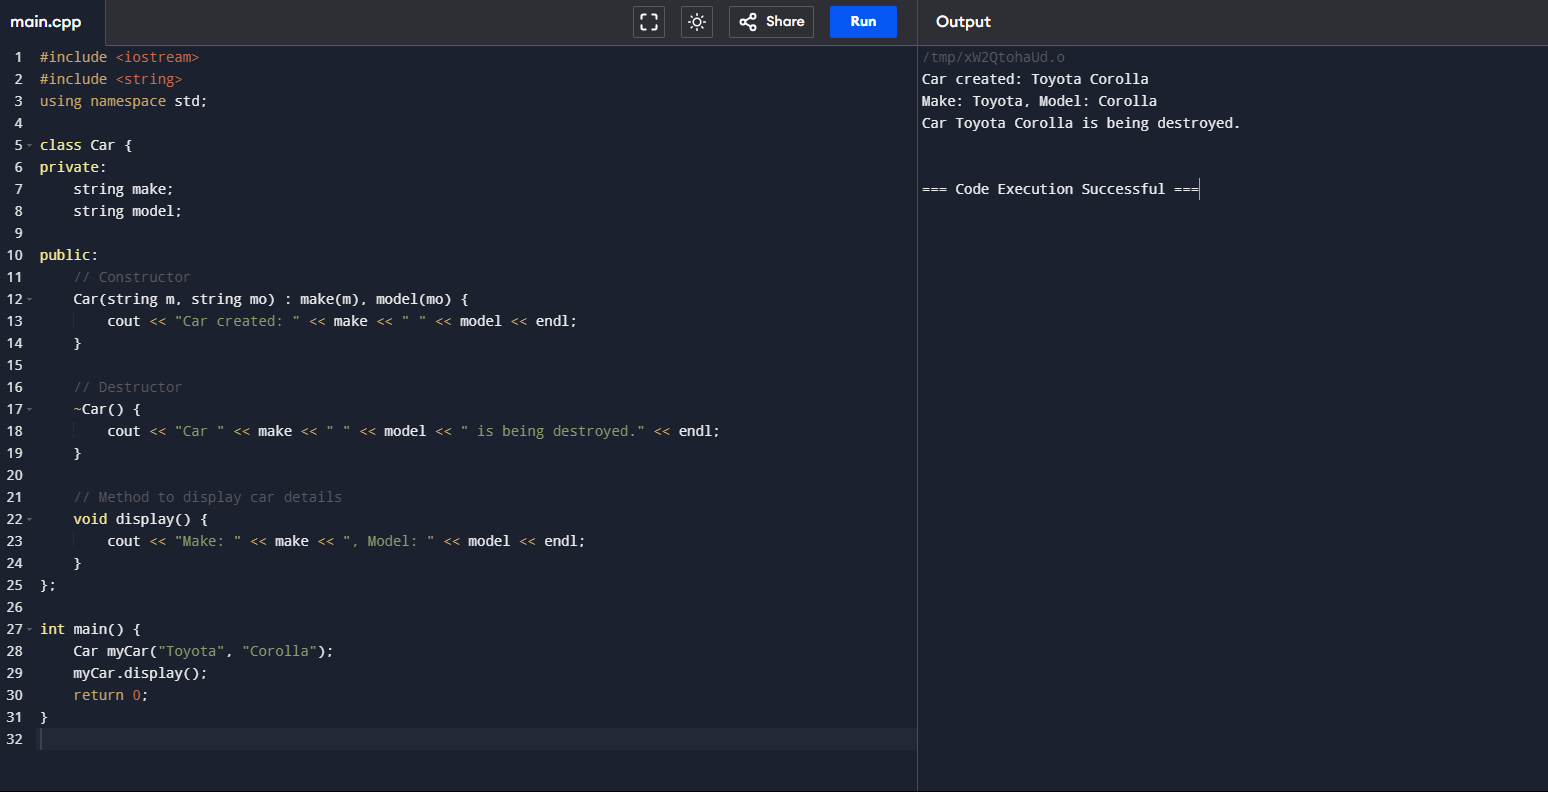 main.cpp
Share
Run
Output
1 #include <iostream>
2 #include <string>
3 using namespace std;
4
5 class Car {
6 private:
7     string make;
8     string model;
9
10 public:
11     // Constructor
12     Car(string m, string mo) : make(m), model(mo) {
13         cout << "Car created: " << make << " " << model << endl;
14     }
15
16     // Destructor
17     ~Car() {
18         cout << "Car " << make << " " << model << " is being destroyed." << endl;
19     }
20
21     // Method to display car details
22     void display() {
23         cout << "Make: " << make << ", Model: " << model << endl;
24     }
25 };
26
27 int main() {
28     Car myCar("Toyota", "Corolla");
29     myCar.display();
30     return 0;
31 }
32
/tmp/xW2QtohaUd.o
Car created: Toyota Corolla
Make: Toyota, Model: Corolla
Car Toyota Corolla is being destroyed.
=== Code Execution Successful ===